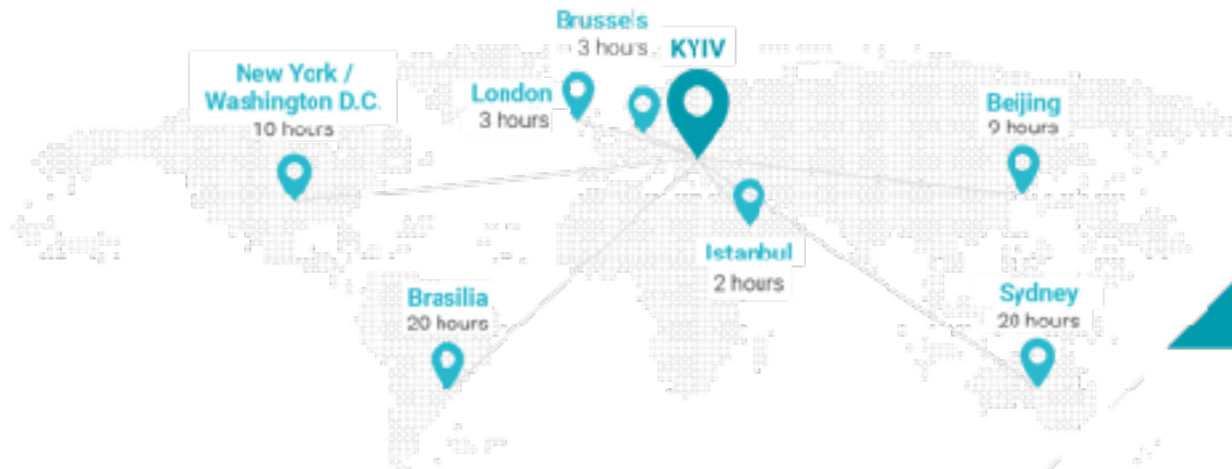 Brussels
3 hours
KYIV
New York /
Washington D.C.
10 hours
London
3 hours
Beijing
9 hours
Istanbul
2 hours
Brasilia
20 hours
Sydney
20 hours